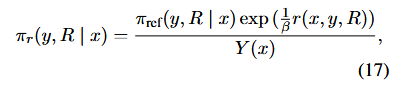 π_r(y, R | x) = π_ref(y, R | x) exp (1/β r(x, y, R)) / Y(x),
(17)